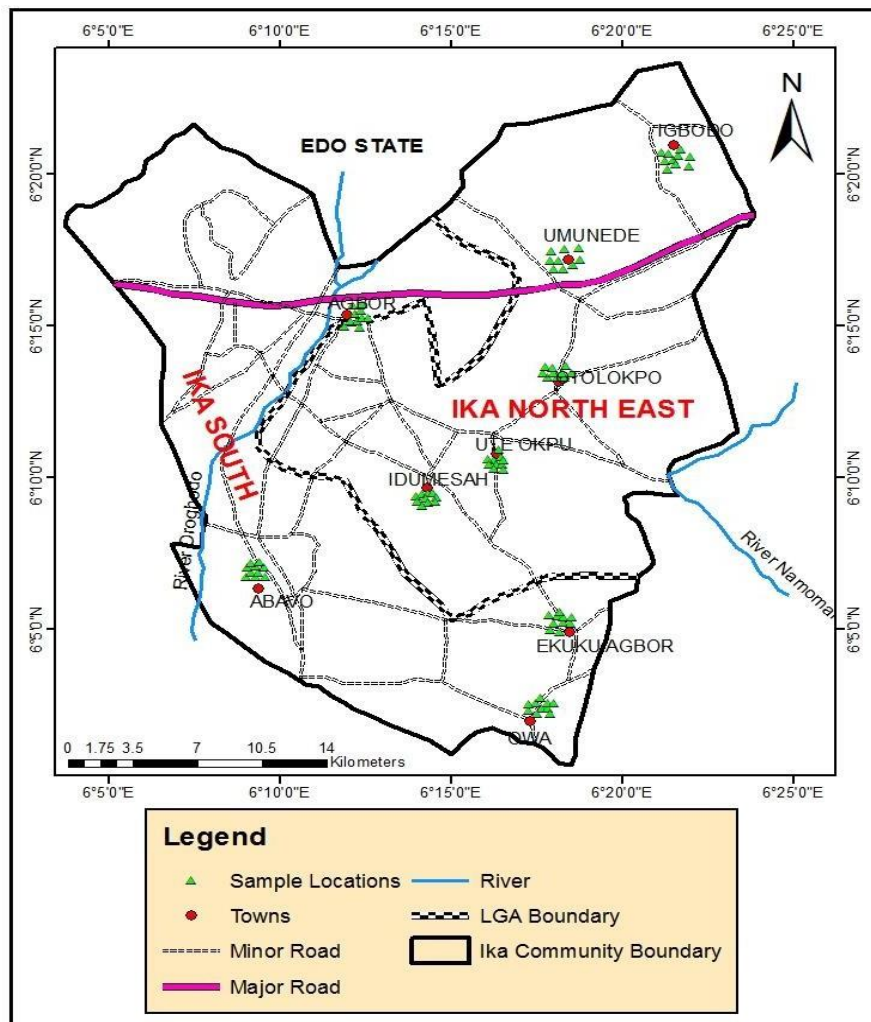 6°5'0"E 6°10'0"E 6°15'0"E 6°20'0"E 6°25'0"E
N
IGBODO
EDO STATE
6°20'0"N 6°20'0"N
UMUNEDE
AGBOR
6°15'0"N 6°15'0"N
OTOLOKPO
IKA SOUTH
IKA NORTH EAST
UTE OKPU
IDUMESAH
6°10'0"N 6°10'0"N
River Orogbodo
River Namomah
ABAVO
6°5'0"N 6°5'0"N
EKUKU AGBOR
OWA
0 1.75 3.5 7 10.5 14
Kilometers
6°5'0"E 6°10'0"E 6°15'0"E 6°20'0"E 6°25'0"E
Legend
Sample Locations River
Towns LGA Boundary
Minor Road Ika Community Boundary
Major Road